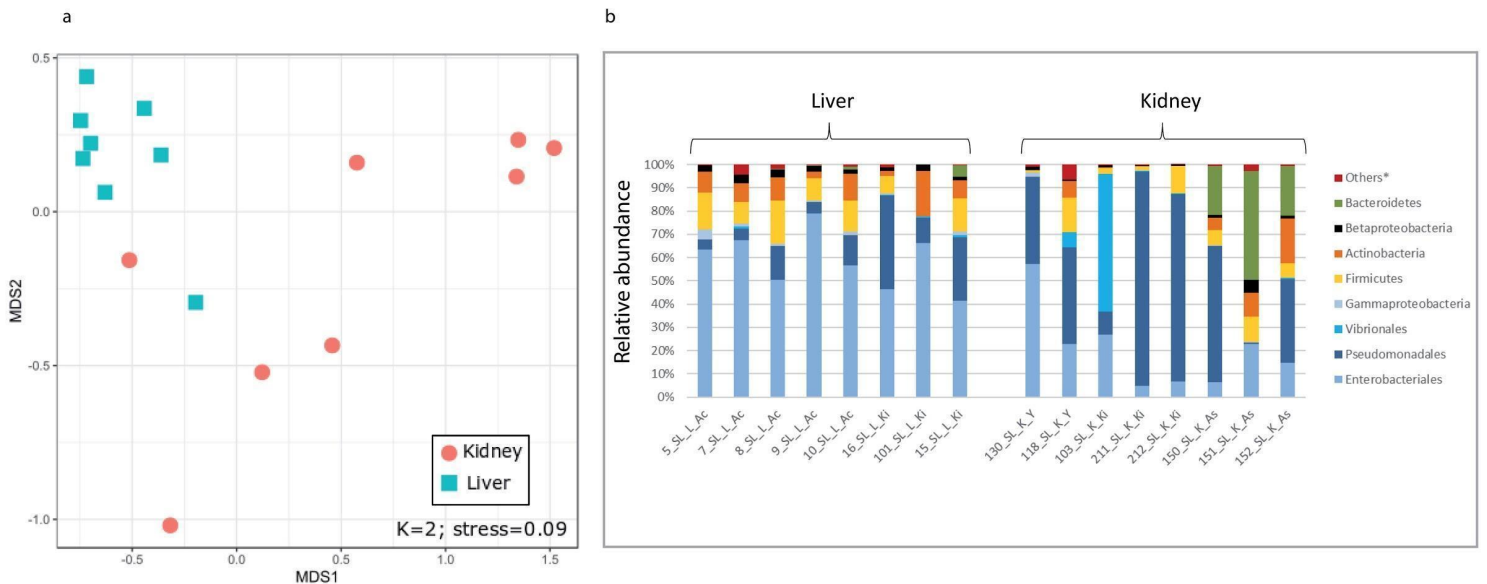 a
0.5
0.0
-0.5
-1.0
MDS2
-0.5
0.0
0.5
1.0
1.5
MDS1
Kidney
Liver
K=2; stress=0.09
b
Liver
Kidney
Relative abundance
100%
90%
80%
70%
60%
50%
40%
30%
20%
10%
0%
5_SL_L_Ac
7_SL_L_Ac
8_SL_L_Ac
9_SL_L_Ac
10_SL_L_Ac
16_SL_L_Ki
101_SL_L_Ki
15_SL_L_Ki
130_SL_K_Y
118_SL_K_Y
103_SL_K_Ki
211_SL_K_Ki
212_SL_K_Ki
150_SL_K_As
151_SL_K_As
152_SL_K_As
Others*
Bacteroidetes
Betaproteobacteria
Actinobacteria
Firmicutes
Gammaproteobacteria
Vibrionales
Pseudomonadales
Enterobacteriales